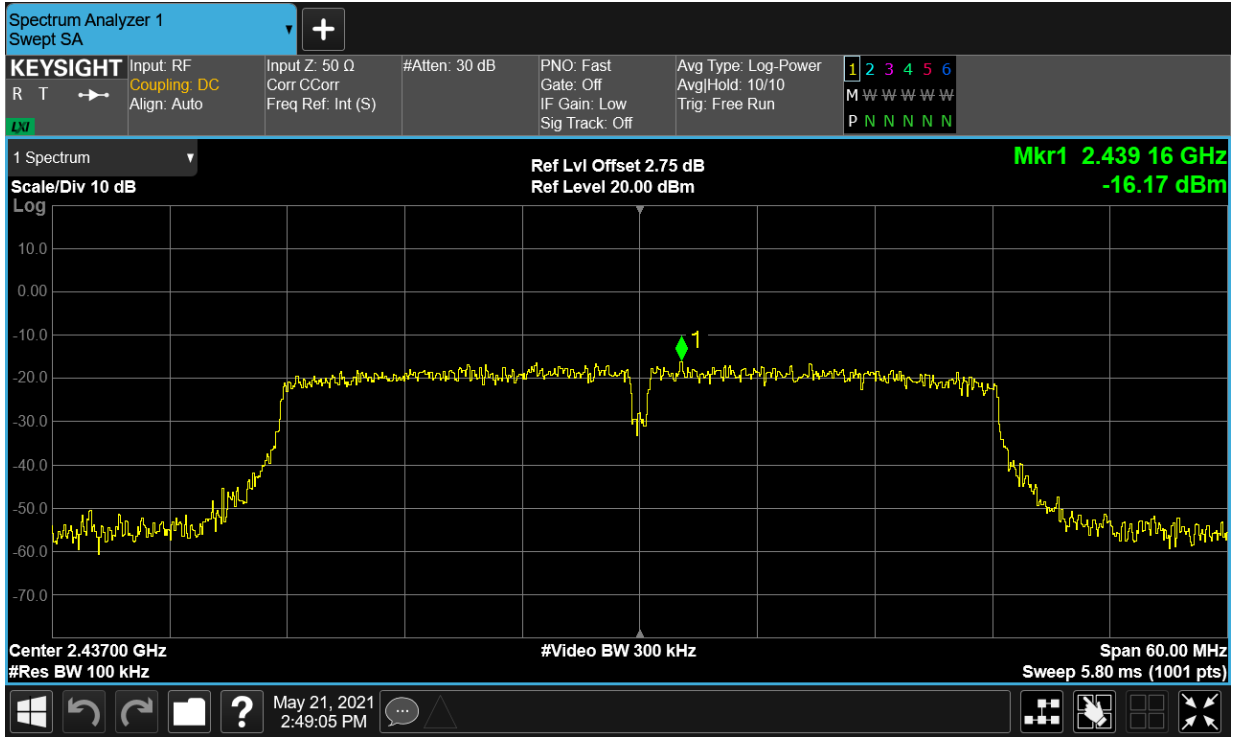 Spectrum Analyzer 1
Swept SA
+
KEYSIGHT
R T
LXI
Input: RF
Coupling: DC
Align: Auto
Input Z: 50 Ω
Corr CCorr
Freq Ref: Int (S)
#Atten: 30 dB
PNO: Fast
Gate: Off
IF Gain: Low
Sig Track: Off
Avg Type: Log-Power
Avg|Hold: 10/10
Trig: Free Run
1 2 3 4 5 6
M W W W W W
P N N N N N
1 Spectrum
Scale/Div 10 dB
Log
Ref Lvl Offset 2.75 dB
Ref Level 20.00 dBm
Mkr1 2.439 16 GHz
-16.17 dBm
10.0
0.00
-10.0
-20.0
-30.0
-40.0
-50.0
-60.0
-70.0
1
Center 2.43700 GHz
#Res BW 100 kHz
#Video BW 300 kHz
Span 60.00 MHz
Sweep 5.80 ms (1001 pts)
?
May 21, 2021
2:49:05 PM